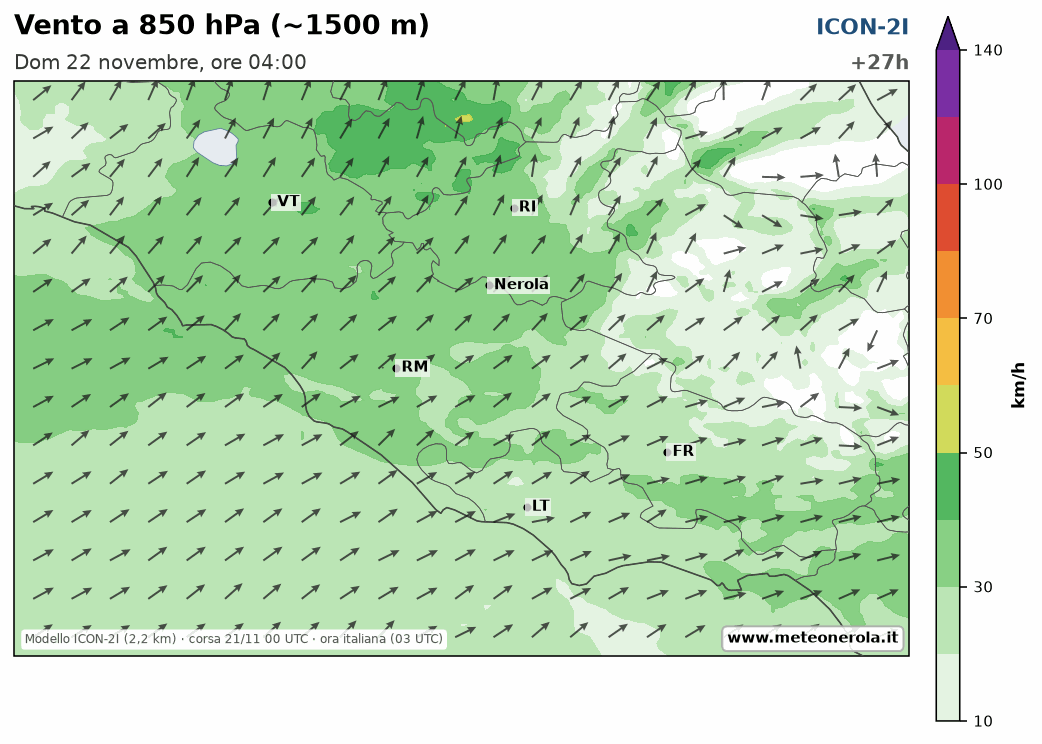 Vento a 850 hPa (~1500 m)
ICON-2I
Dom 22 novembre, ore 04:00
+27h
140
100
70
50
30
10
km/h
VT
RI
Nerola
RM
FR
LT
Modello ICON-2I (2,2 km) · corsa 21/11 00 UTC · ora italiana (03 UTC)
www.meteonerola.it